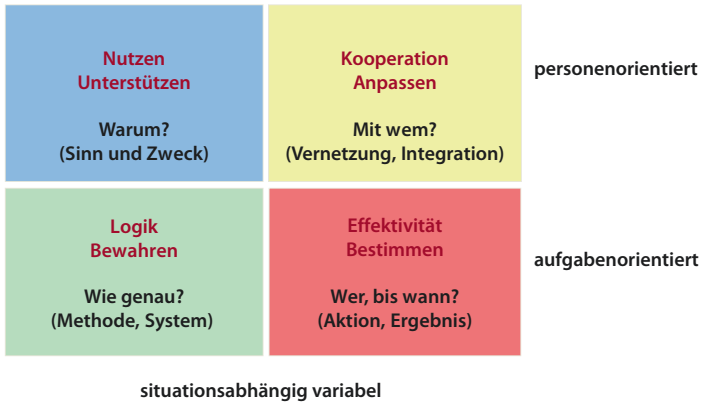 Nutzen
Unterstützen
Warum?
(Sinn und Zweck)
Kooperation
Anpassen
Mit wem?
(Vernetzung, Integration)
personenorientiert
Logik
Bewahren
Wie genau?
(Methode, System)
Effektivität
Bestimmen
Wer, bis wann?
(Aktion, Ergebnis)
aufgabenorientiert
situationsabhängig variabel